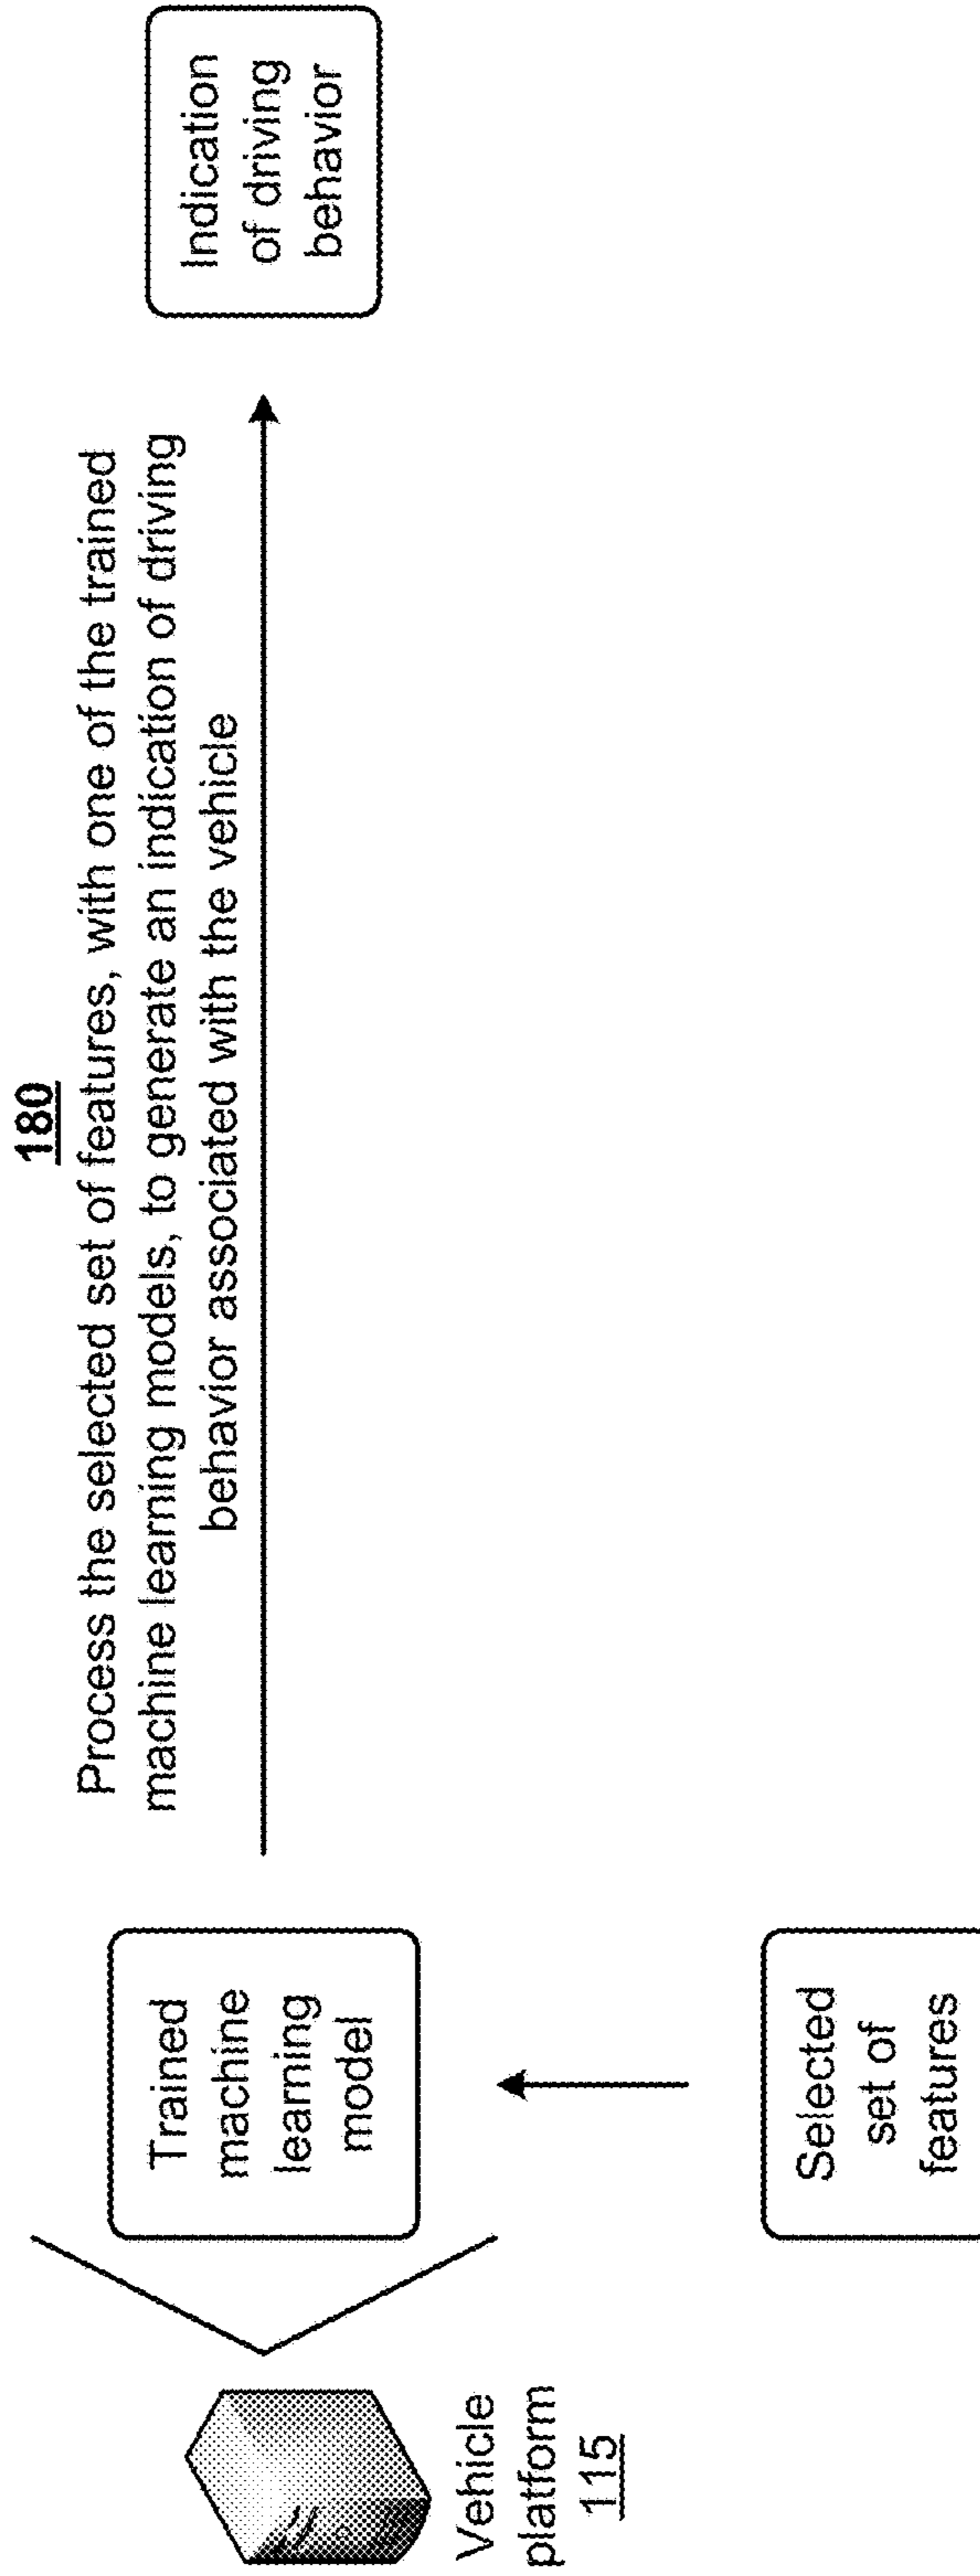 180
Process the selected set of features, with one of the trained
machine learning models, to generate an indication of driving
behavior associated with the vehicle
Vehicle
platform
115
Trained
machine
learning
model
Indication
of driving
behavior
Selected
set of
features